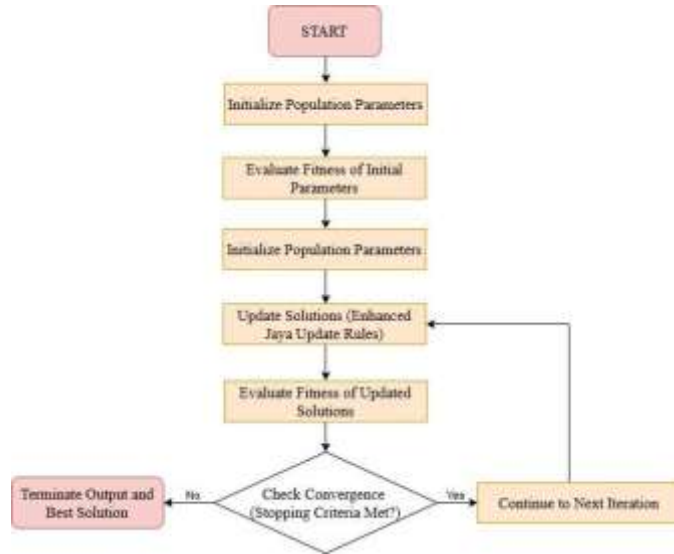 START
Initialize Population Parameters
Evaluate Fitness of Initial
Parameters
Initialize Population Parameters
Update Solutions (Enhanced
Jaya Update Rules)
Evaluate Fitness of Updated
Solutions
Terminate Output and
Best Solution
No
Check Convergence
(Stopping Criteria Met?)
Yes
Continue to Next Iteration